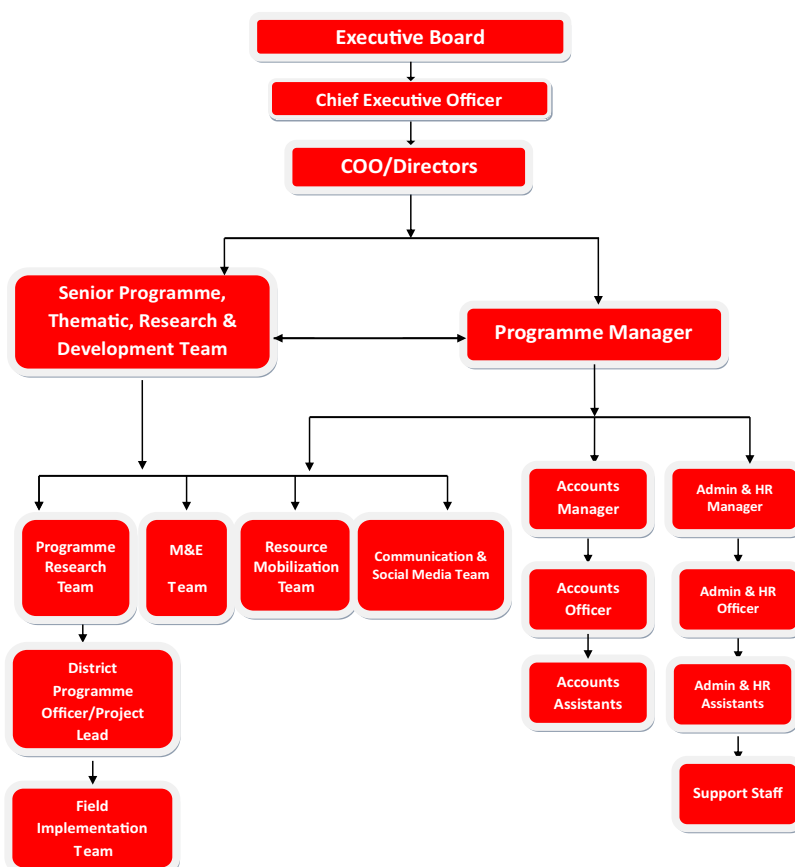 Executive Board
Chief Executive Officer
COO/Directors
Senior Programme,
Thematic, Research &
Development Team
Programme Manager
Programme
Research
Team
M&E
Team
Resource
Mobilization
Team
Communication &
Social Media Team
Accounts
Manager
Admin & HR
Manager
Accounts
Officer
Admin & HR
Officer
District
Programme
Officer/Project
Lead
Accounts
Assistants
Admin & HR
Assistants
Field
Implementation
Team
Support Staff